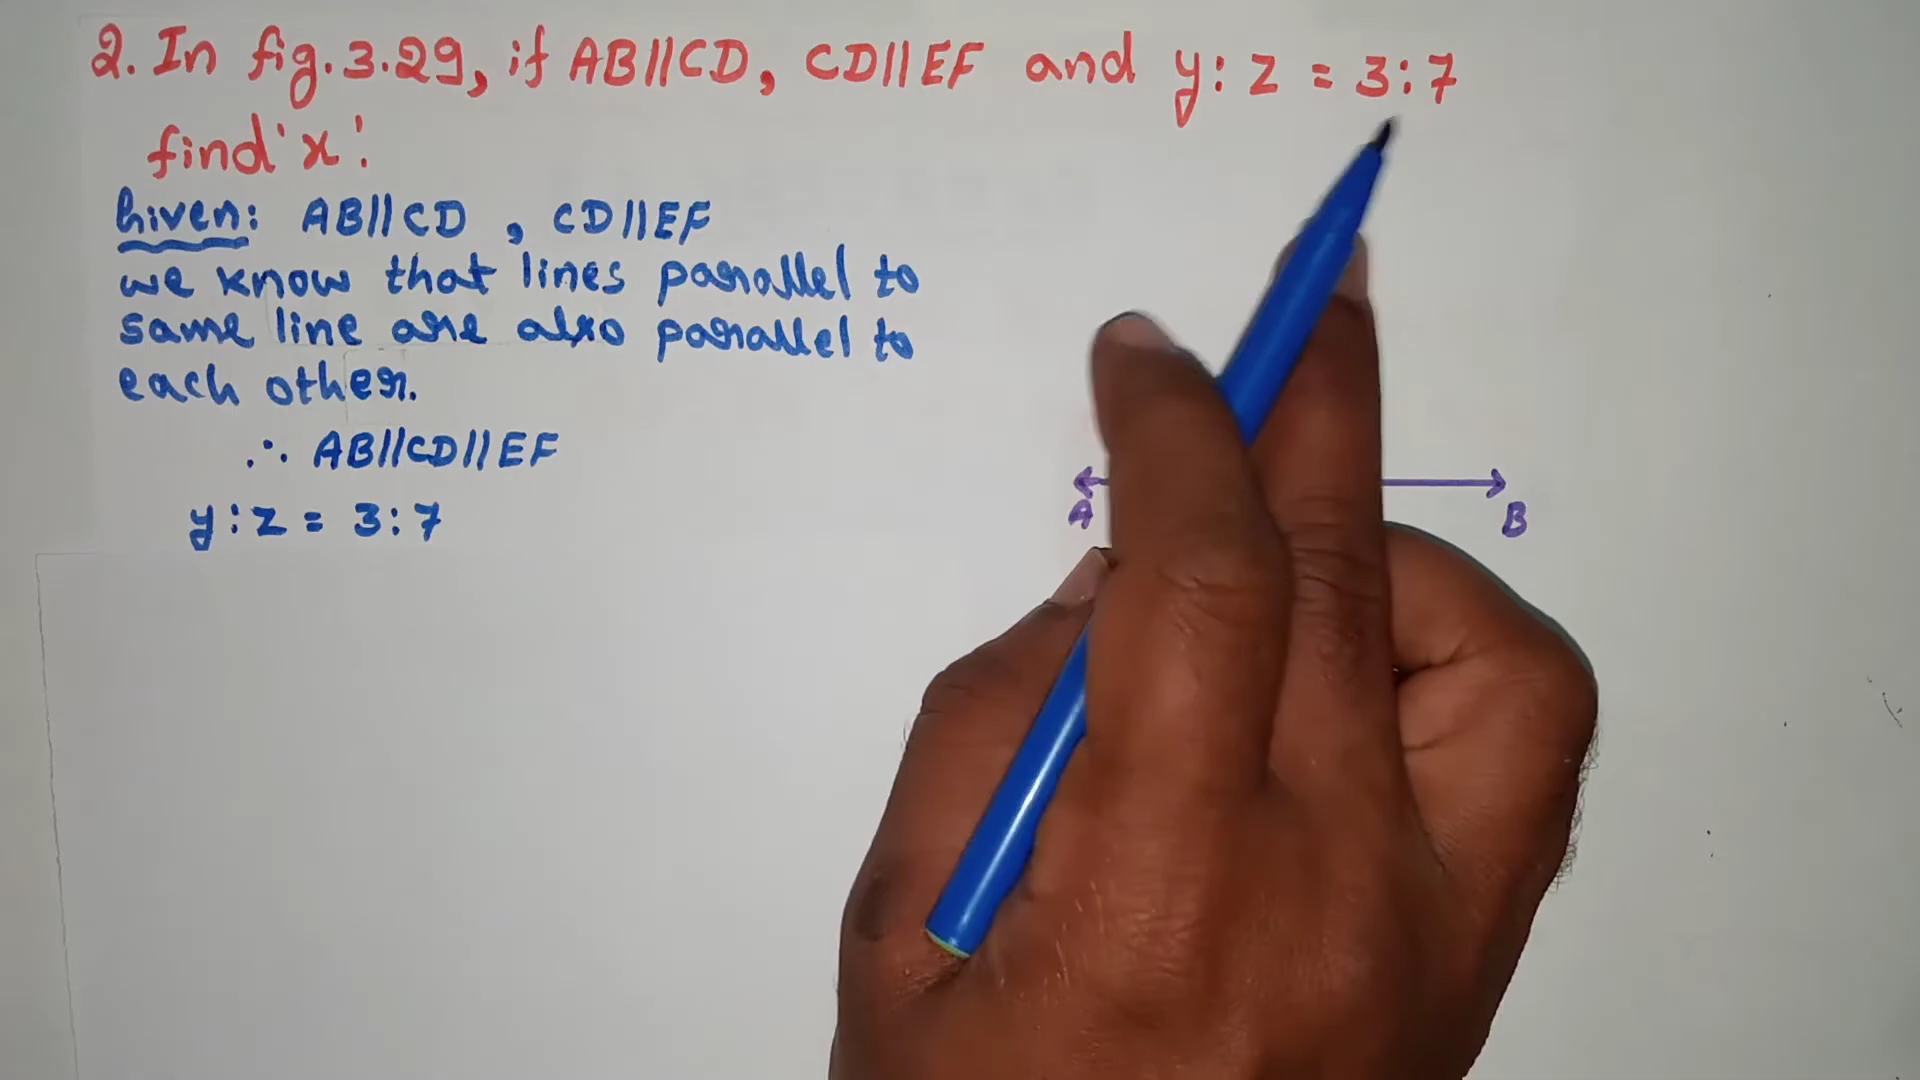 2. In fig.3.29, if AB||CD, CD||EF and y:z = 3:7
find 'x'.
Given: AB||CD , CD||EF
we know that lines parallel to
same line are also parallel to
each other.
∴ AB||CD||EF
y:z = 3:7
A B